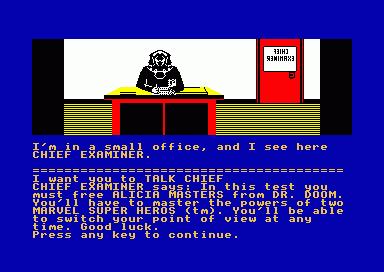 CHIEF
EXAMINER
I'm in a small office, and I see here
CHIEF EXAMINER.
I want you to TALK CHIEF
CHIEF EXAMINER says: In this test you
must free ALICIA MASTERS from DR. DOOM.
You'll have to master the powers of two
MARVEL SUPER HEROS (tm). You'll be able
to switch your point of view at any
time. Good luck.
Press any key to continue.